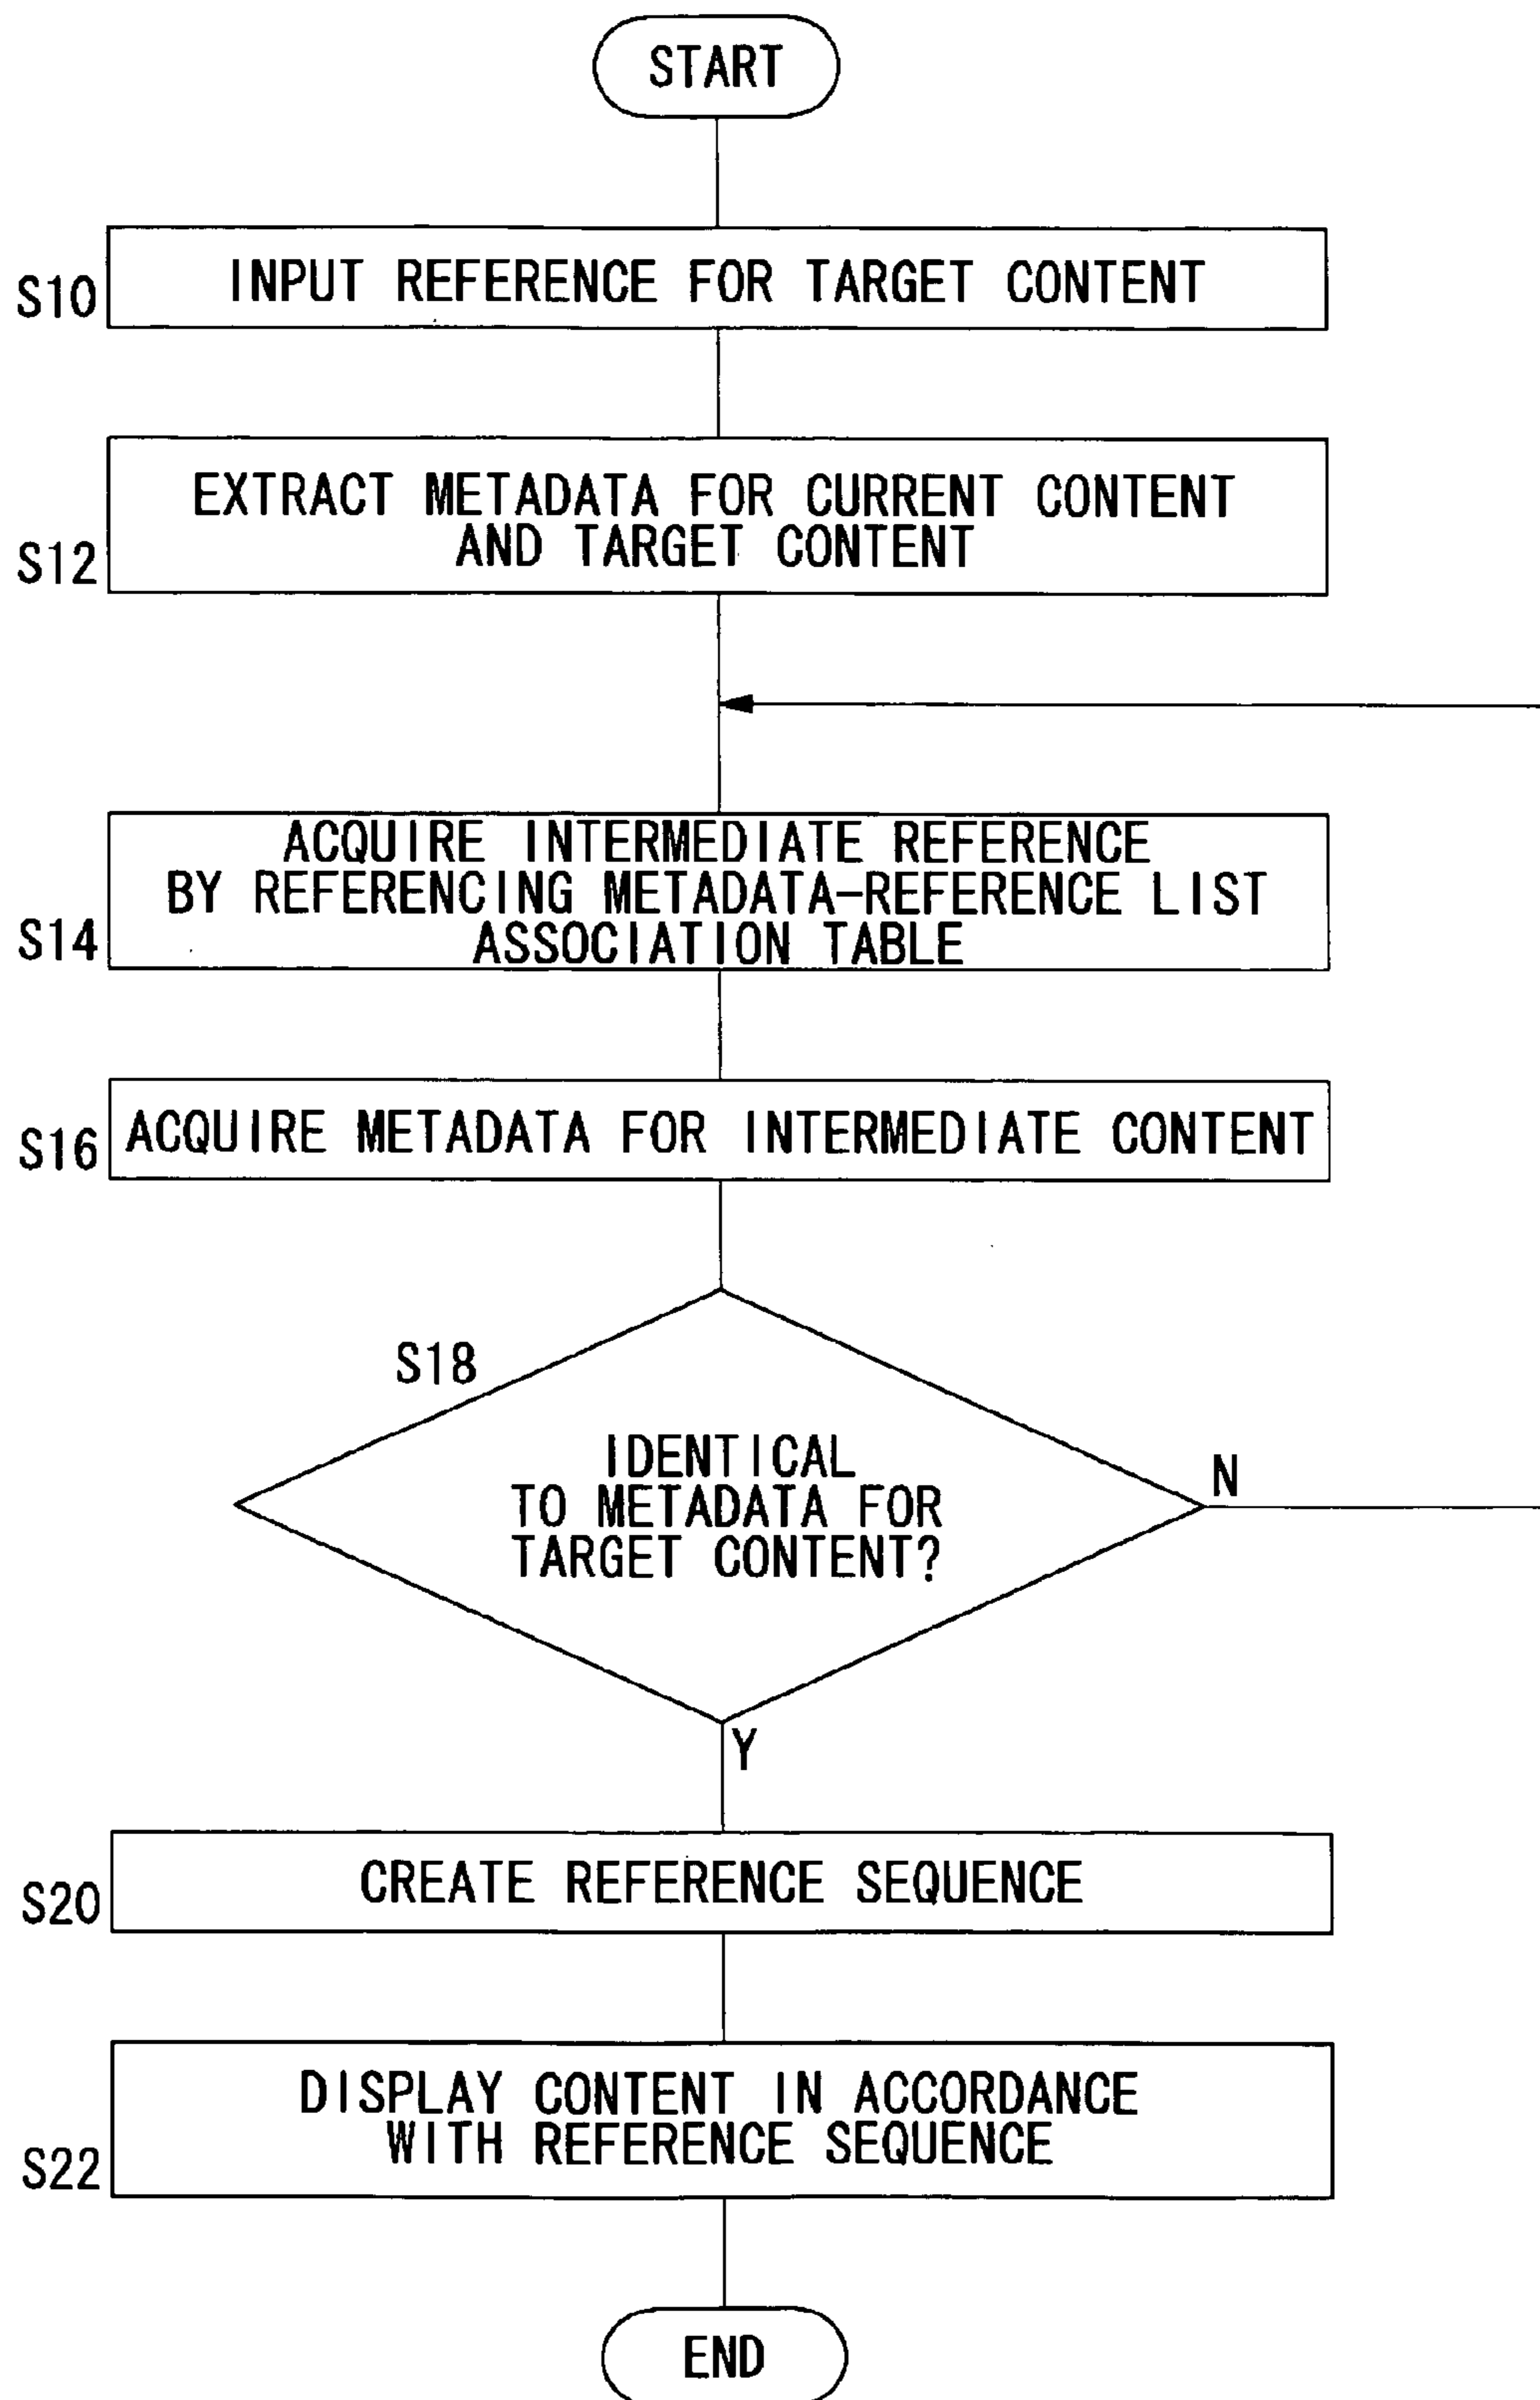 START
S10
INPUT REFERENCE FOR TARGET CONTENT
S12
EXTRACT METADATA FOR CURRENT CONTENT
AND TARGET CONTENT
S14
ACQUIRE INTERMEDIATE REFERENCE
BY REFERENCING METADATA-REFERENCE LIST
ASSOCIATION TABLE
S16
ACQUIRE METADATA FOR INTERMEDIATE CONTENT
S18
IDENTICAL
TO METADATA FOR
TARGET CONTENT?
N
Y
S20
CREATE REFERENCE SEQUENCE
S22
DISPLAY CONTENT IN ACCORDANCE
WITH REFERENCE SEQUENCE
END